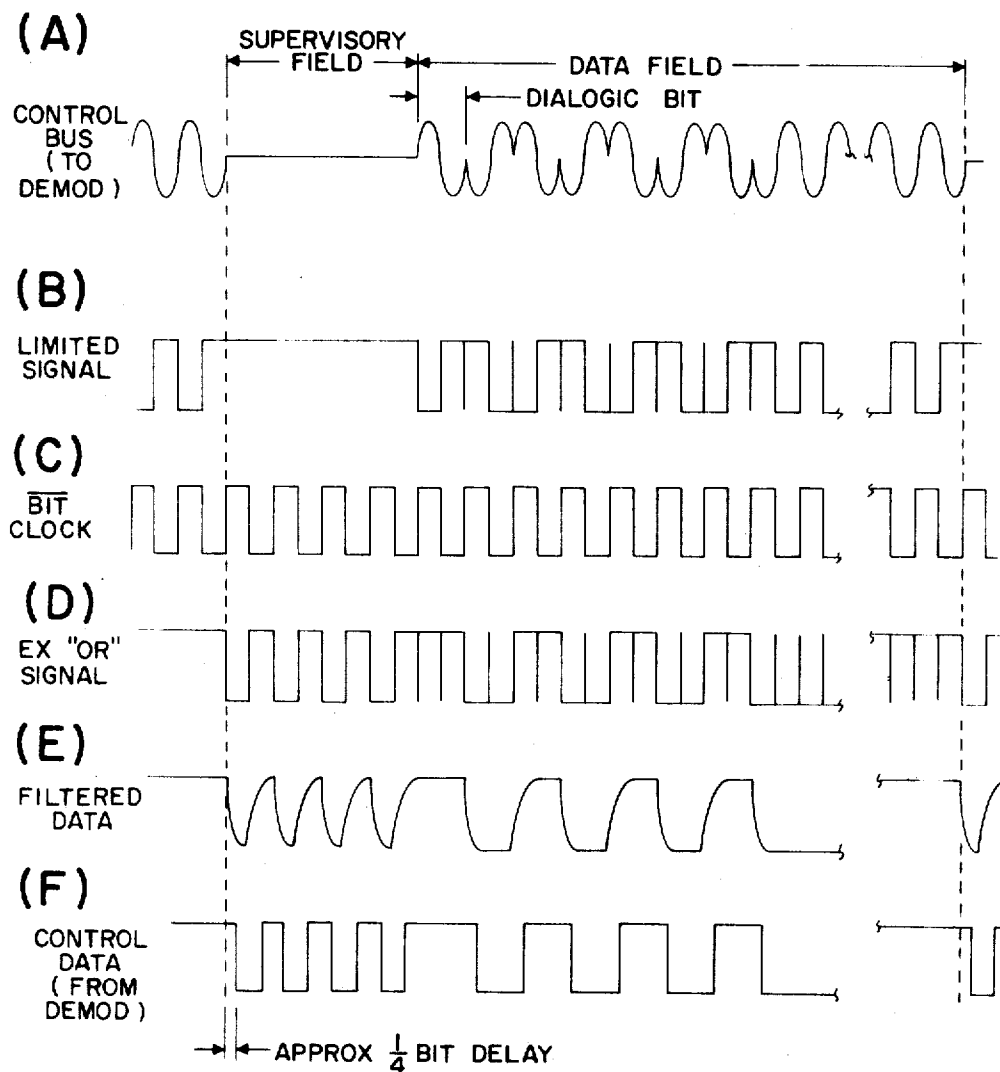 (A)
SUPERVISORY
FIELD
DATA FIELD
DIALOGIC BIT
CONTROL
BUS
(TO
DEMOD)
(B)
LIMITED
SIGNAL
(C)
BIT
CLOCK
(D)
EX "OR"
SIGNAL
(E)
FILTERED
DATA
(F)
CONTROL
DATA
(FROM
DEMOD)
APPROX 1/4 BIT DELAY